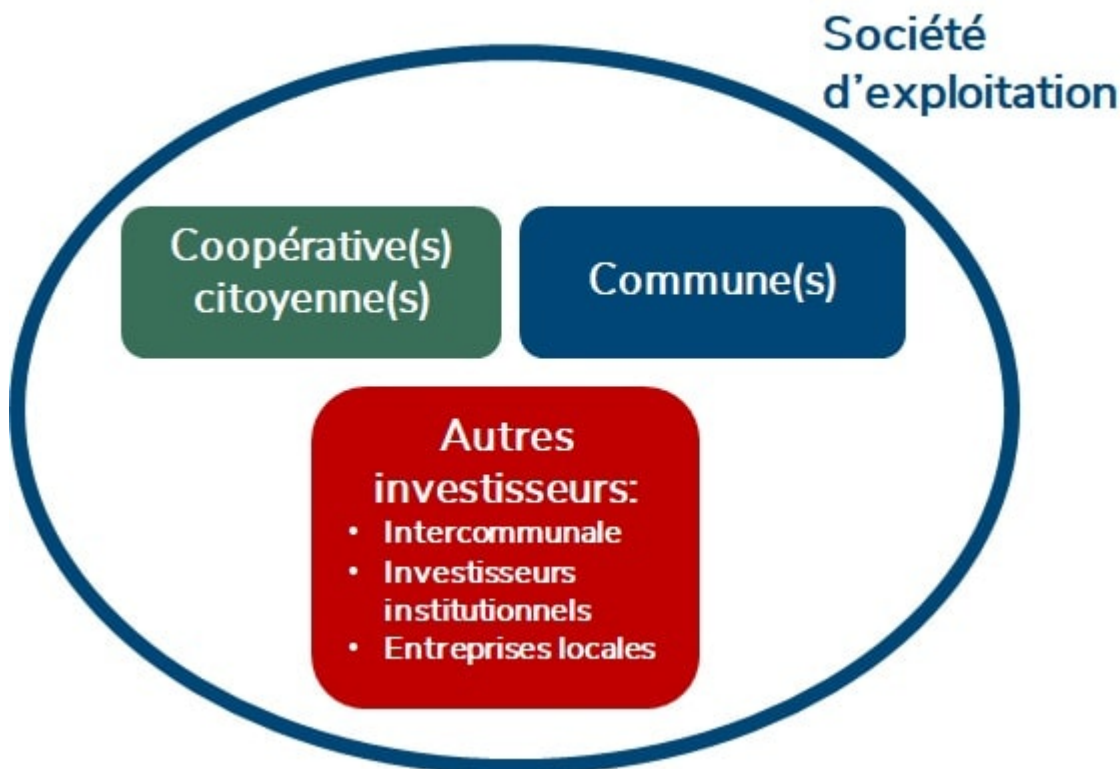 Société
d’exploitation
Coopérative(s)
citoyenne(s)
Commune(s)
Autres
investisseurs:
• Intercommunale
• Investisseurs
institutionnels
• Entreprises locales